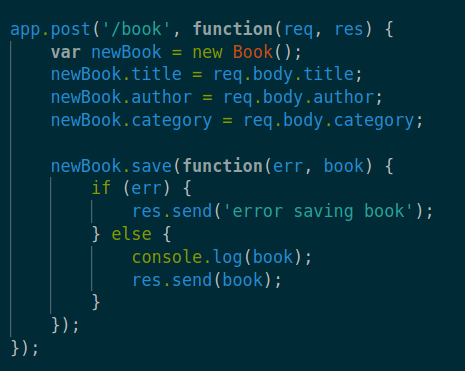 app.post('/book', function(req, res) {
    var newBook = new Book();
    newBook.title = req.body.title;
    newBook.author = req.body.author;
    newBook.category = req.body.category;

    newBook.save(function(err, book) {
        if (err) {
            res.send('error saving book');
        } else {
            console.log(book);
            res.send(book);
        }
    });
});